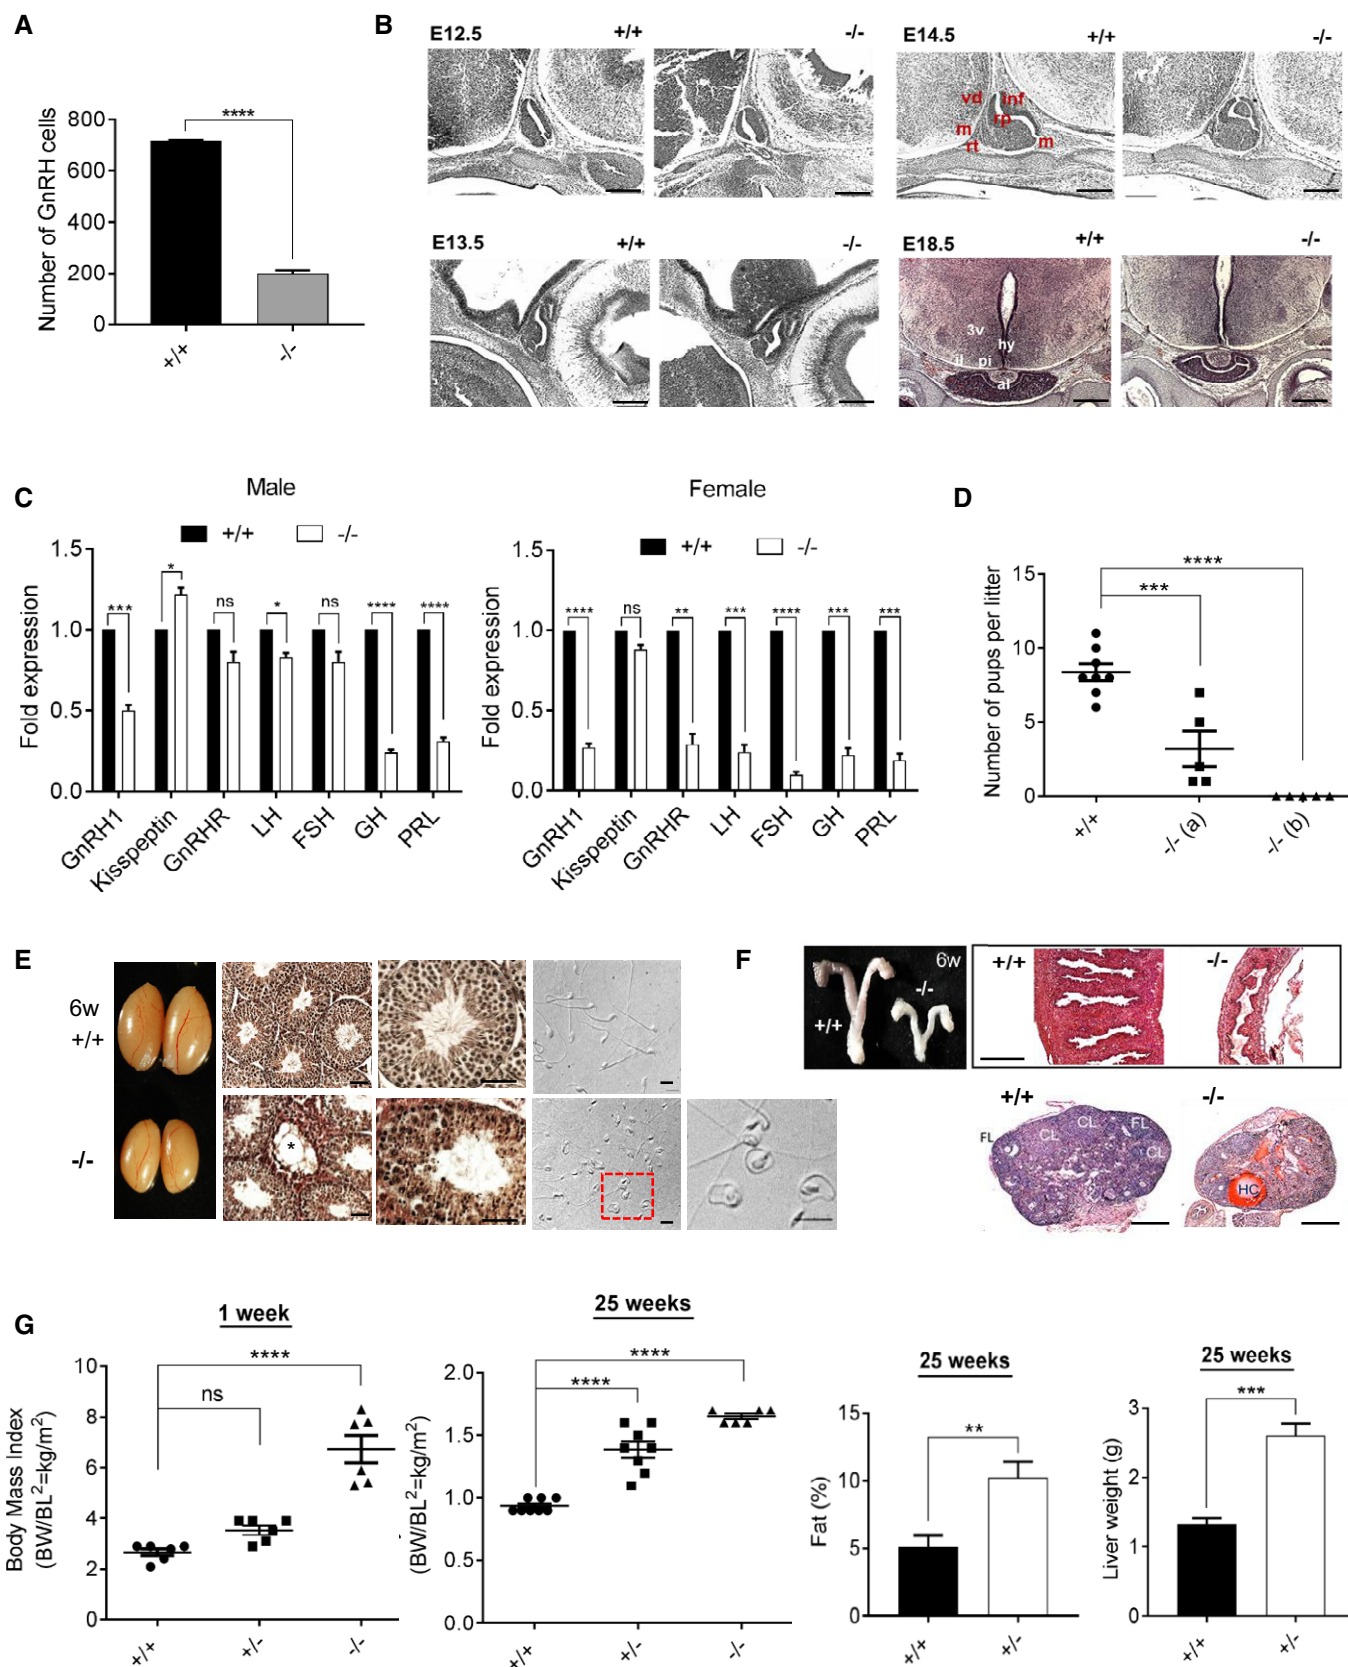 A
Number of GnRH cells
800
600
400
200
0
****
+/+
-/-
B
E12.5 +/+ -/-
E14.5 +/+ -/-
vd inf
rp
m m
rt
E13.5 +/+ -/-
E18.5 +/+ -/-
3v
hy
il pi
al
C
Male
+/+ -/-
Fold expression
1.5
1.0
0.5
0.0
*** * ns * ns **** ****
GnRH1 Kisspeptin GnRHR LH FSH GH PRL
Female
+/+ -/-
Fold expression
1.5
1.0
0.5
0.0
**** ns ** *** **** *** ***
GnRH1 Kisspeptin GnRHR LH FSH GH PRL
D
Number of pups per litter
15
10
5
0
****
***
+/+ -/- (a) -/- (b)
E
6w
+/+
-/-
*
F
6w
-/-
+/+
+/+ -/-
+/+ -/-
FL CL CL FL
CL
HC
G
1 week
Body Mass Index
(BW/BL²=kg/m²)
10
8
6
4
2
0
****
ns
+/+ +/- -/-
25 weeks
(BW/BL²=kg/m²)
2.0
1.5
1.0
0.5
0.0
****
****
+/+ +/- -/-
25 weeks
Fat (%)
15
10
5
0
**
+/+ +/-
25 weeks
Liver weight (g)
3
2
1
0
***
+/+ +/-